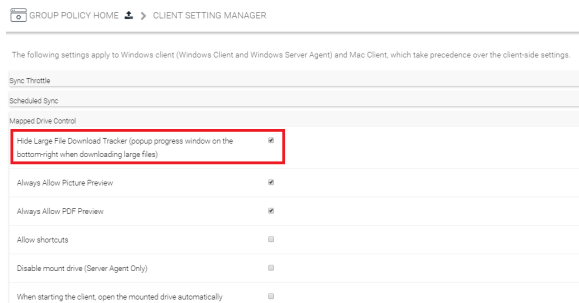 GROUP POLICY HOME > CLIENT SETTING MANAGER
The following settings apply to Windows client (Windows Client and Windows Server Agent) and Mac Client, which take precedence over the client-side settings.
Sync Throttle
Scheduled Sync
Mapped Drive Control
Hide Large File Download Tracker (popup progress window on the
bottom-right when downloading large files)
Always Allow Picture Preview
Always Allow PDF Preview
Allow shortcuts
Disable mount drive (Server Agent Only)
When starting the client, open the mounted drive automatically